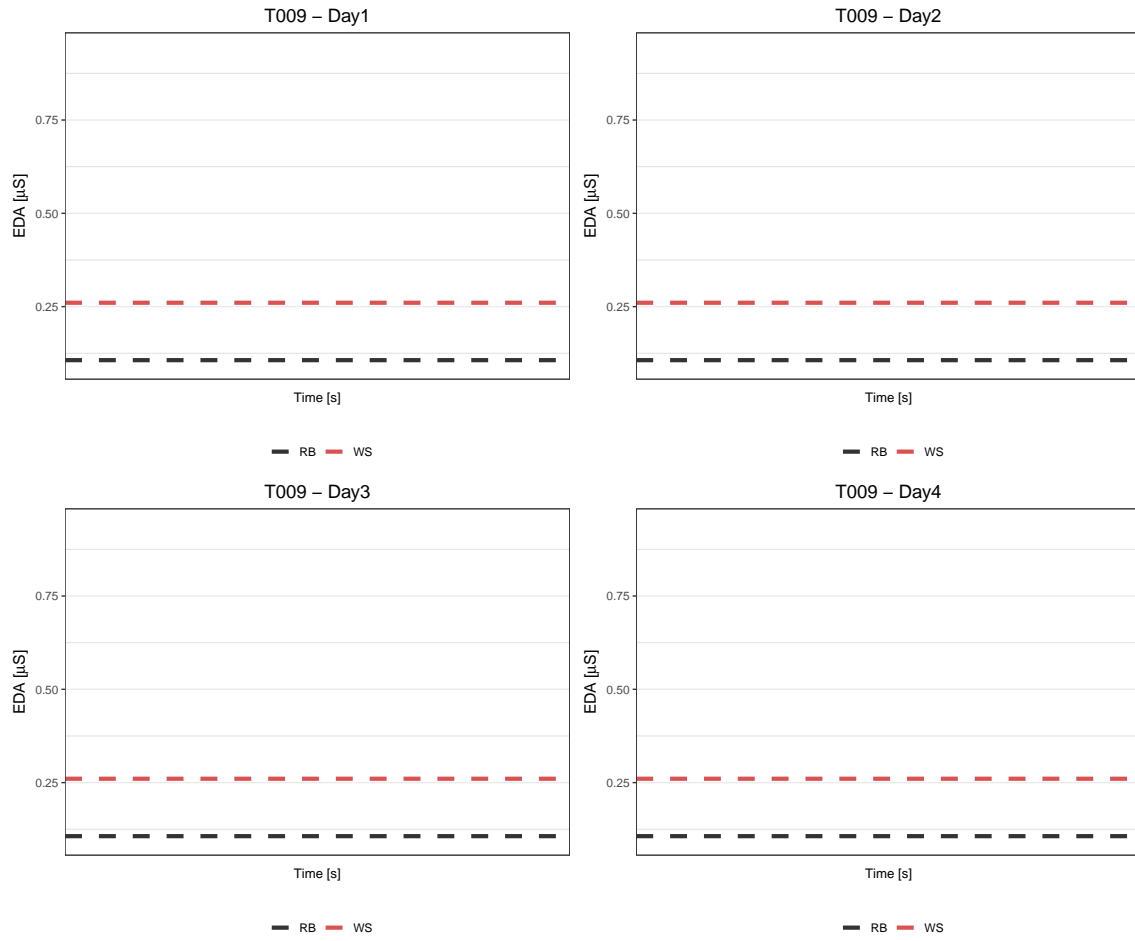 T009 – Day1
0.75
0.50
0.25
EDA [µS]
Time [s]
RB WS
T009 – Day2
0.75
0.50
0.25
EDA [µS]
Time [s]
RB WS
T009 – Day3
0.75
0.50
0.25
EDA [µS]
Time [s]
RB WS
T009 – Day4
0.75
0.50
0.25
EDA [µS]
Time [s]
RB WS